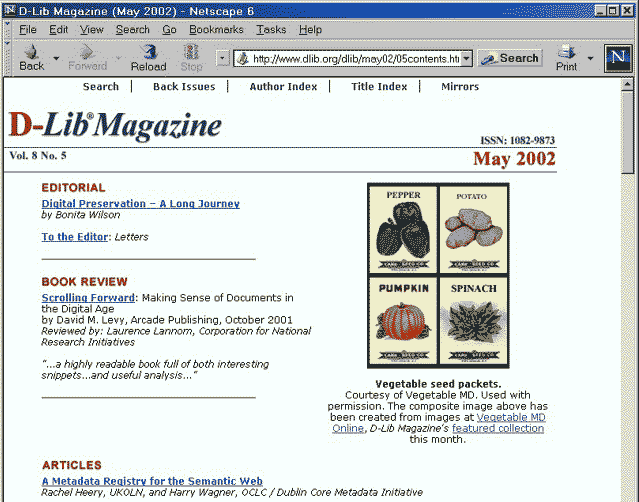 D-Lib Magazine (May 2002) - Netscape 6
File Edit View Search Go Bookmarks Tasks Help
Back Forward Reload Stop http://www.dlib.org/dlib/may02/05contents.ht Search Print N
Search Back Issues Author Index Title Index Mirrors
D-Lib® Magazine
ISSN: 1082-9873
Vol. 8 No. 5
May 2002
EDITORIAL
Digital Preservation – A Long Journey
by Bonita Wilson
To the Editor: Letters
BOOK REVIEW
Scrolling Forward: Making Sense of Documents in
the Digital Age
by David M. Levy, Arcade Publishing, October 2001
Reviewed by: Laurence Lannom, Corporation for National
Research Initiatives
"...a highly readable book full of both interesting
snippets...and useful analysis..."
PEPPER
POTATO
PUMPKIN
SPINACH
Vegetable seed packets.
Courtesy of Vegetable MD. Used with
permission. The composite image above has
been created from images at Vegetable MD
Online, D-Lib Magazine's featured collection
this month.
ARTICLES
A Metadata Registry for the Semantic Web
Rachel Heery, UKOLN, and Harry Wagner, OCLC / Dublin Core Metadata Initiative